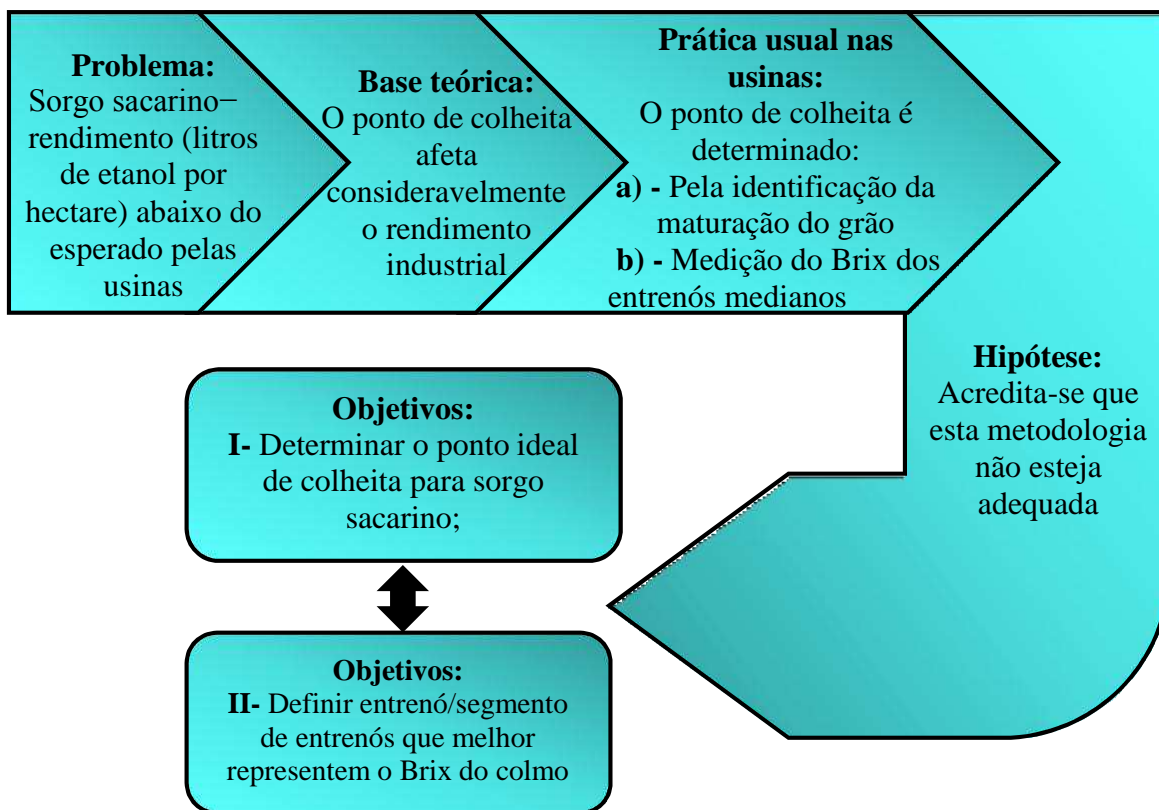 Problema:
Sorgo sacarino−
rendimento (litros
de etanol por
hectare) abaixo do
esperado pelas
usinas
Base teórica:
O ponto de colheita
afeta
consideravelmente
o rendimento
industrial
Prática usual nas
usinas:
O ponto de colheita é
determinado:
a) - Pela identificação da
maturação do grão
b) - Medição do Brix dos
entrenós medianos
Hipótese:
Acredita-se que
esta metodologia
não esteja
adequada
Objetivos:
I- Determinar o ponto ideal
de colheita para sorgo
sacarino;
Objetivos:
II- Definir entrenó/segmento
de entrenós que melhor
representem o Brix do colmo